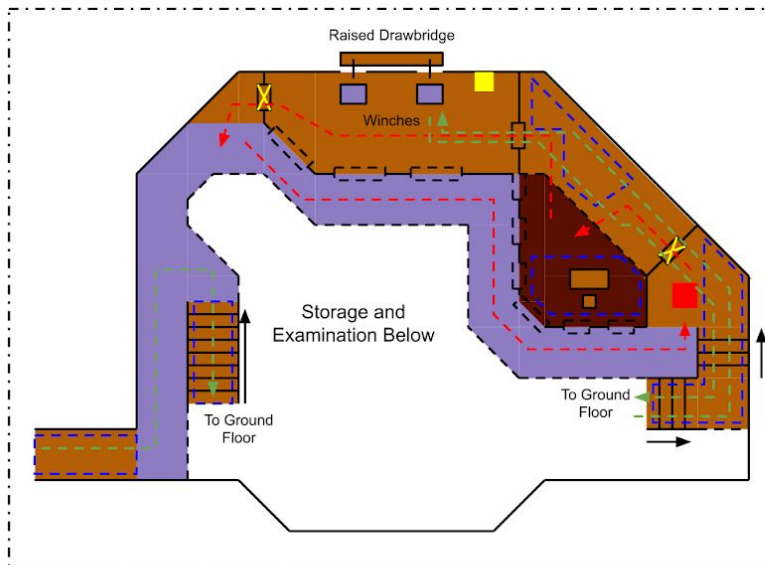 Raised Drawbridge
Winches
Storage and
Examination Below
To Ground
Floor
To Ground
Floor